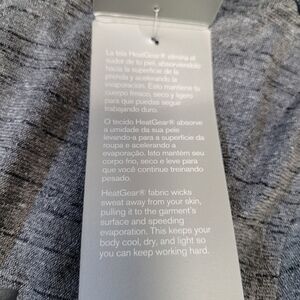 La tela HeatGear® elimina el
sudor de tu piel, absorviéndolo
hacia la superficie de la
prenda y acelerando la
evaporación. Esto mantiene tu
cuerpo fresco, seco y ligero
para que puedas seguir
trabajando duro.
O tecido HeatGear® absorve
a umidade da sua pele
levando-a para a superfície da
roupa e acelerando a
evaporação. Isto mantém seu
corpo frio, seco e leve para
que você continue treinando
pesado.
HeatGear® fabric wicks
sweat away from your skin,
pulling it to the garment's
surface and speeding
evaporation. This keeps your
body cool, dry, and light so
you can keep working hard.